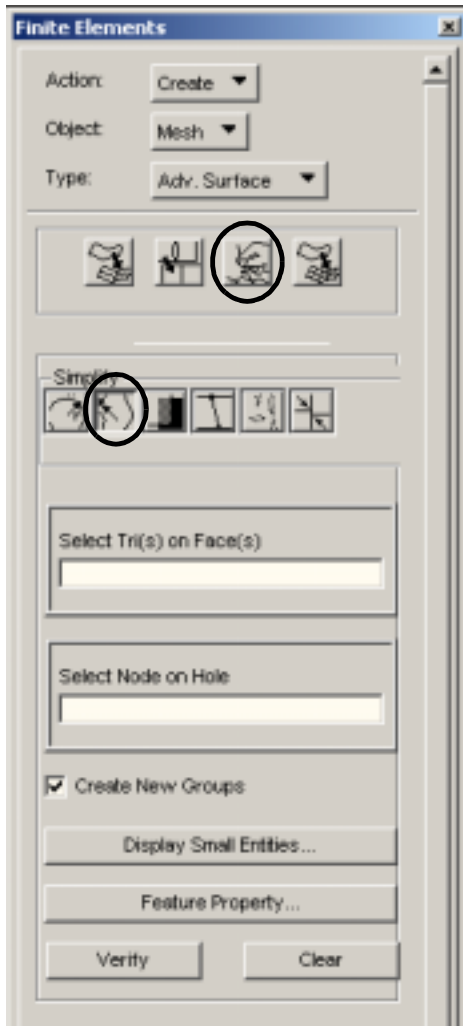 Finite Elements
Action: Create
Object: Mesh
Type: Adv. Surface
Simplify
Select Tri(s) on Face(s)
Select Node on Hole
Create New Groups
Display Small Entities...
Feature Property...
Verify Clear